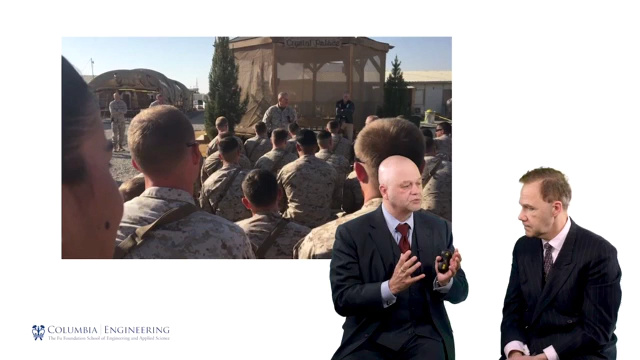 COLUMBIA | ENGINEERING
The Fu Foundation School of Engineering and Applied Science